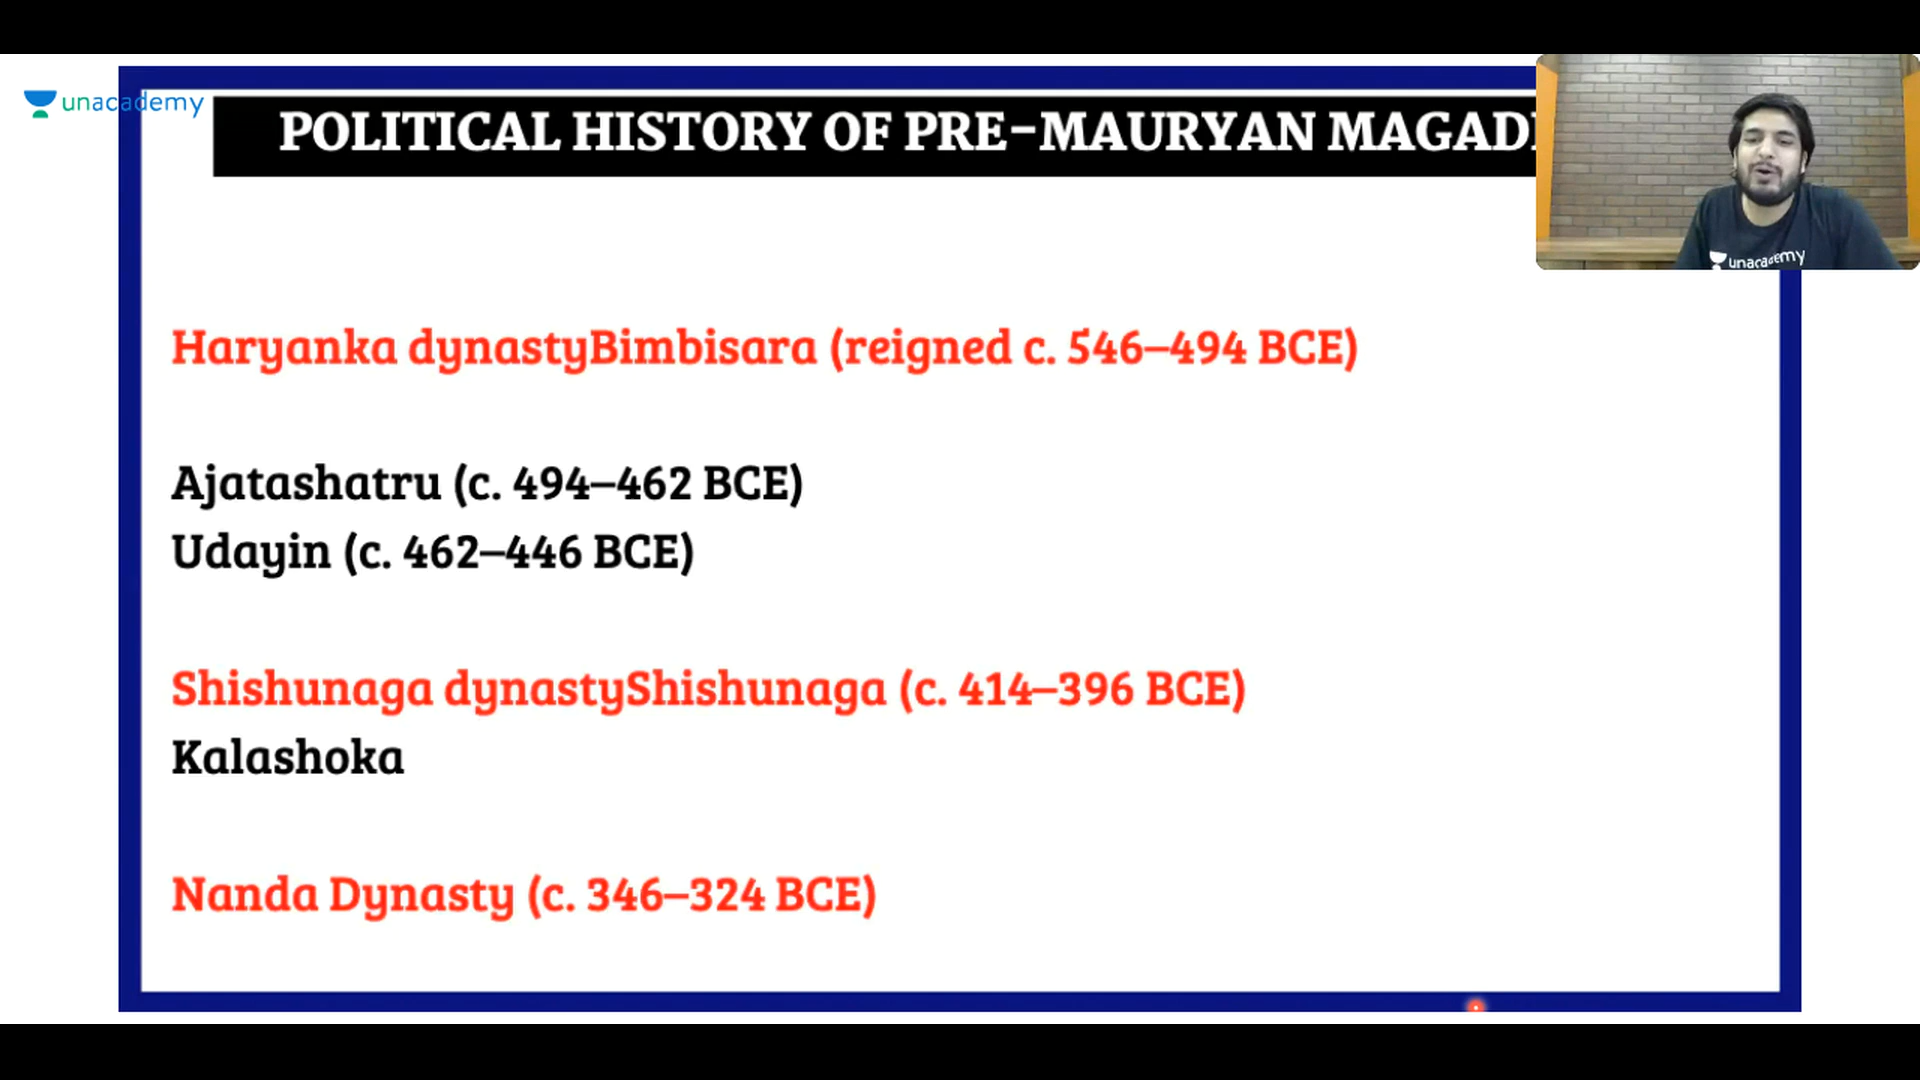 unacademy
POLITICAL HISTORY OF PRE-MAURYAN
unacademy
Haryanka dynastyBimbisara (reigned c. 546–494 BCE)
Ajatashatru (c. 494–462 BCE)
Udayin (c. 462–446 BCE)
Shishunaga dynastyShishunaga (c. 414–396 BCE)
Kalashoka
Nanda Dynasty (c. 346–324 BCE)